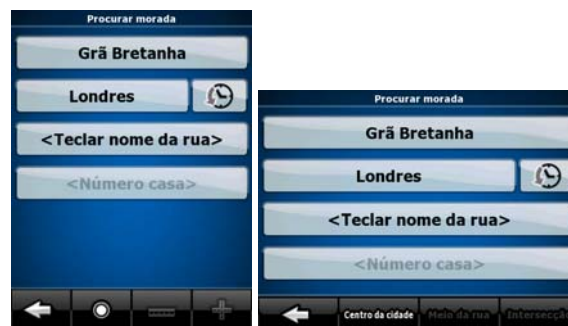 Procurar morada
Grã Bretanha
Londres
<Teclar nome da rua>
<Número casa>
Procurar morada
Grã Bretanha
Londres
<Teclar nome da rua>
<Número casa>
Centro da cidade Meio da rua Intersecçã